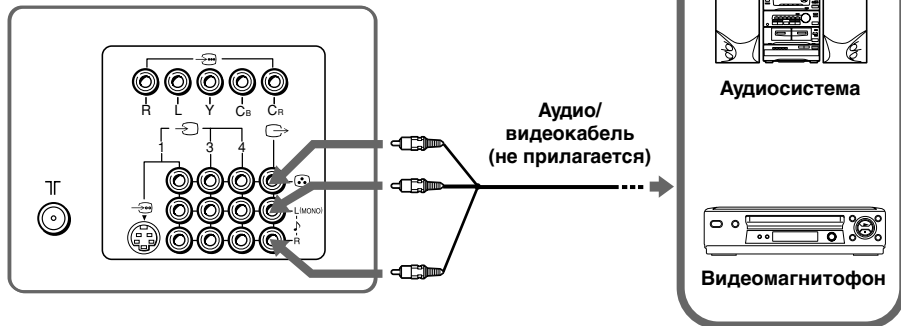 R L Y CB CR
1 3 4
L (MONO)
R
Аудио/
видеокабель
(не прилагается)
Аудиосистема
Видеомагнитофон